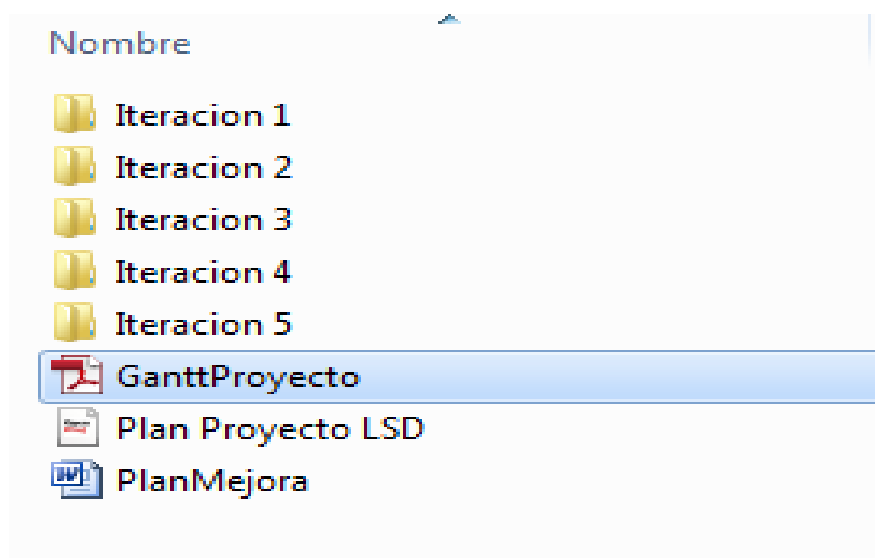 Nombre
Iteracion 1
Iteracion 2
Iteracion 3
Iteracion 4
Iteracion 5
GanttProyecto
Plan Proyecto LSD
PlanMejora